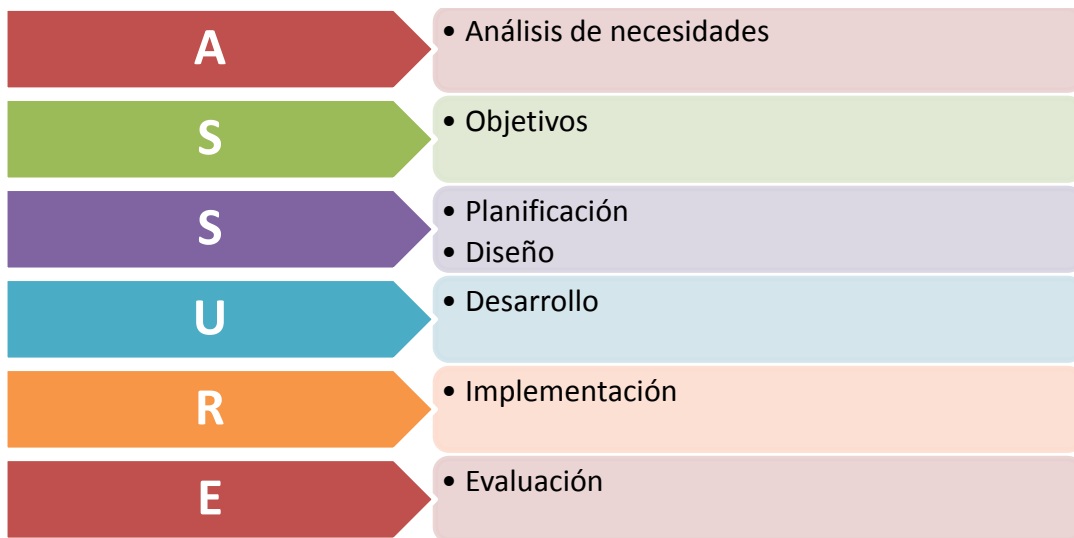 A
• Análisis de necesidades
S
• Objetivos
S
• Planificación
• Diseño
U
• Desarrollo
R
• Implementación
E
• Evaluación